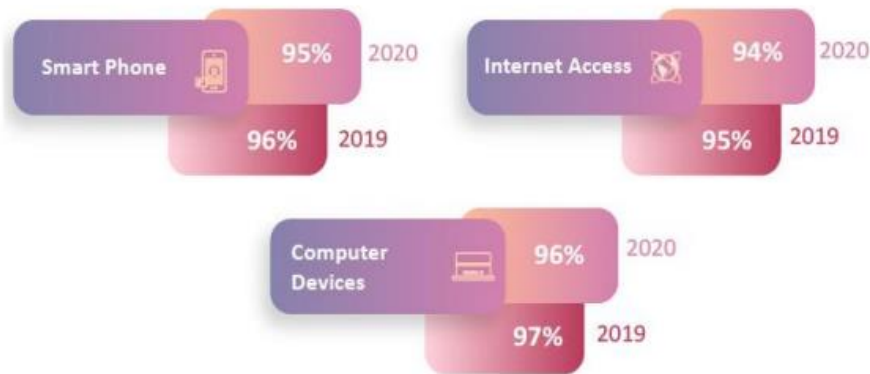 Smart Phone
95% 2020
96% 2019
Internet Access
94% 2020
95% 2019
Computer
Devices
96% 2020
97% 2019